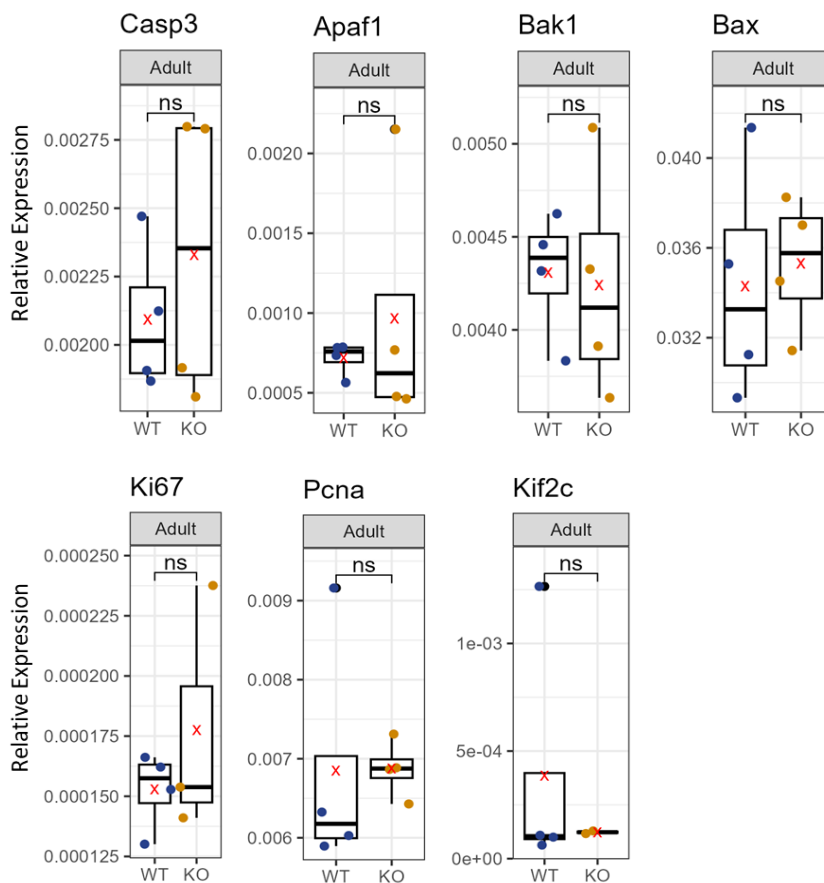 Casp3
Apaf1
Bak1
Bax
Adult
Adult
Adult
Adult
ns
ns
ns
ns
Relative Expression
0.00275
0.00250
0.00225
0.00200
0.0020
0.0015
0.0010
0.0005
0.0050
0.0045
0.0040
0.040
0.036
0.032
WT KO
WT KO
WT KO
WT KO
Ki67
Pcna
Kif2c
Adult
Adult
Adult
ns
ns
ns
Relative Expression
0.000250
0.000225
0.000200
0.000175
0.000150
0.000125
0.009
0.008
0.007
0.006
1e-03
5e-04
0e+00
WT KO
WT KO
WT KO